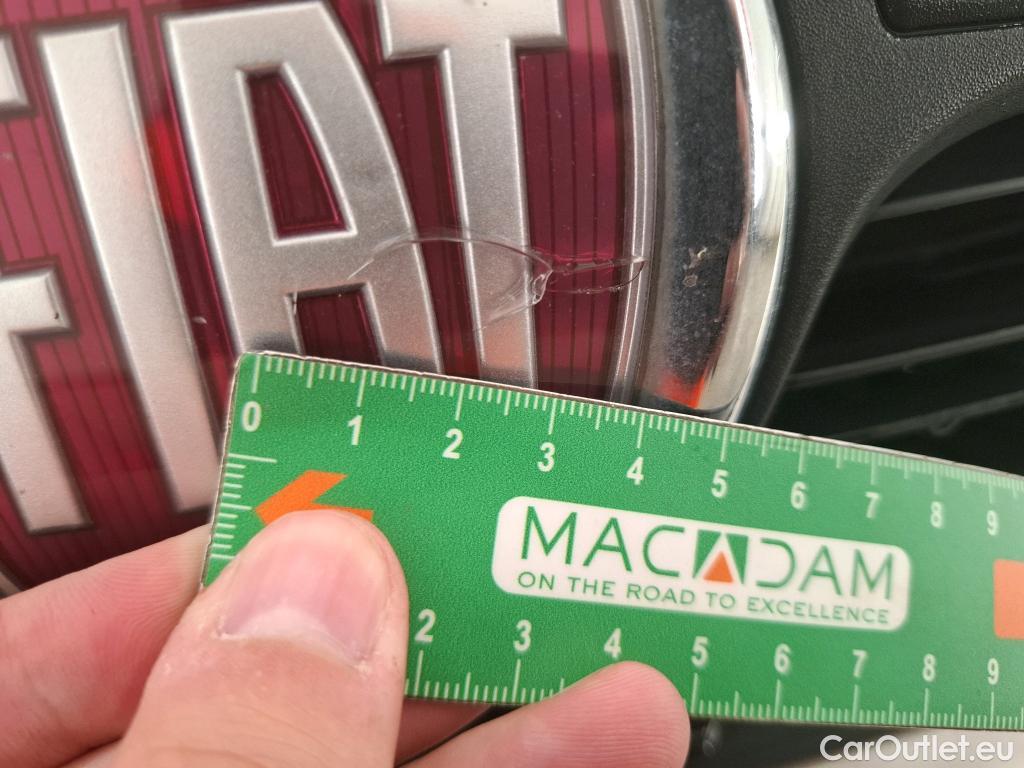 FIAT
0 1 2 3 4 5 6 7 8 9
MACADAM
ON THE ROAD TO EXCELLENCE
2 3 4 5 6 7 8 9
CarOutlet.eu